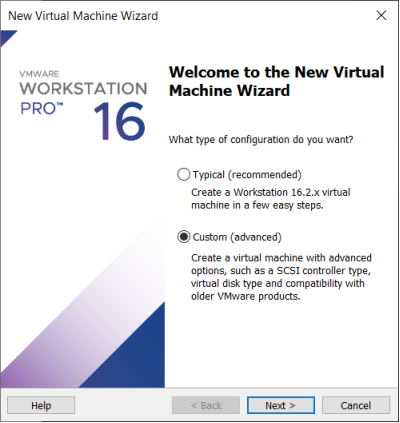 New Virtual Machine Wizard
VMWARE
WORKSTATION
PRO™
16
Welcome to the New Virtual
Machine Wizard
What type of configuration do you want?
Typical (recommended)
Create a Workstation 16.2.x virtual
machine in a few easy steps.
Custom (advanced)
Create a virtual machine with advanced
options, such as a SCSI controller type,
virtual disk type and compatibility with
older VMware products.
Help
< Back
Next >
Cancel